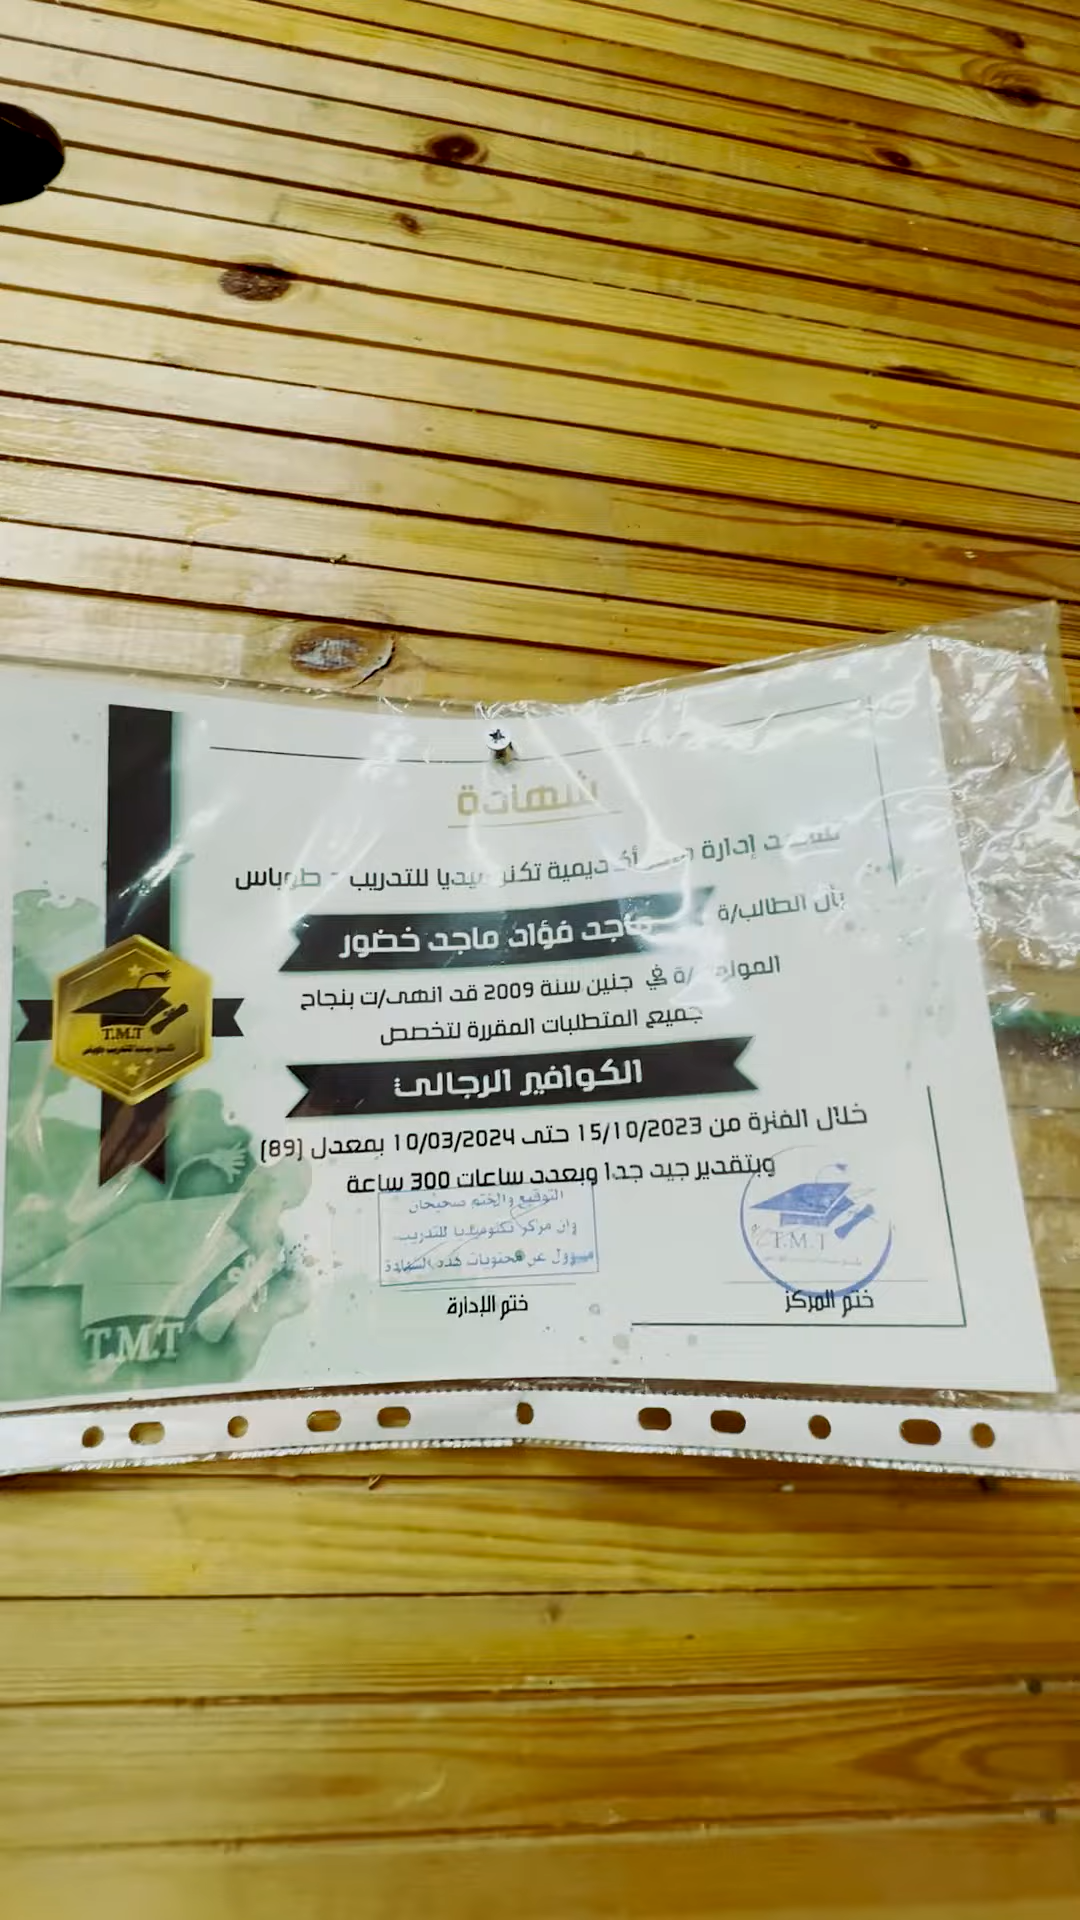 شهادة
تشهد إدارة مركز أكاديمية تكنوميديا للتدريب - طوباس
بأن الطالب/ة ماجد فؤاد ماجد خضور
المولود/ة في جنين سنة 2009 قد انهى/ت بنجاح
جميع المتطلبات المقررة لتخصص
الكوافير الرجالي
خلال الفترة من 15/10/2023 حتى 10/03/2024 بمعدل (89)
وبتقدير جيد جدا وبعدد ساعات 300 ساعة
التوقيع والختم صحيحان
وان مركز تكنوميديا للتدريب
مسؤول عن محتويات هذه الشهادة
ختم المركز
ختم الإدارة
T.M.T
T.M.T
T.M.T